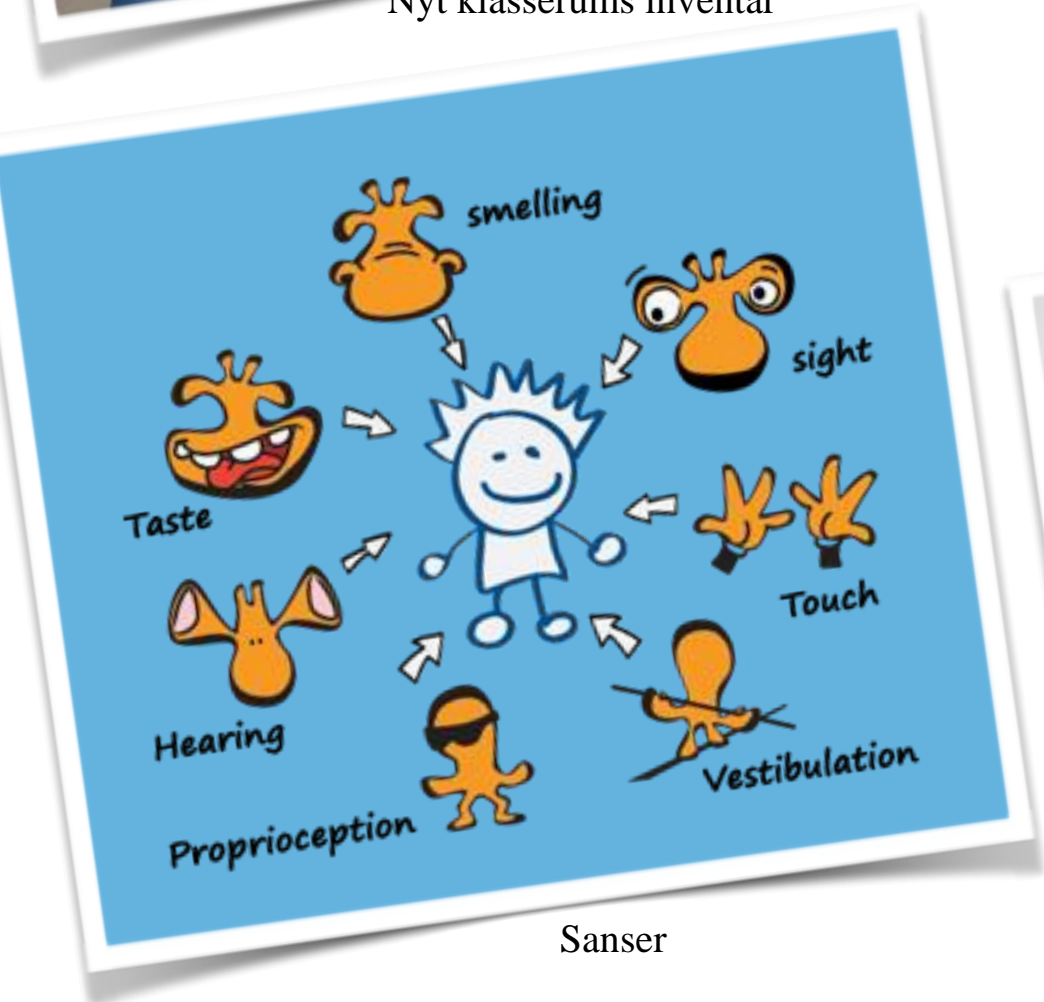 Nyt klasserums inventar
smelling
sight
Taste
Touch
Hearing
Vestibulation
Proprioception
Sanser